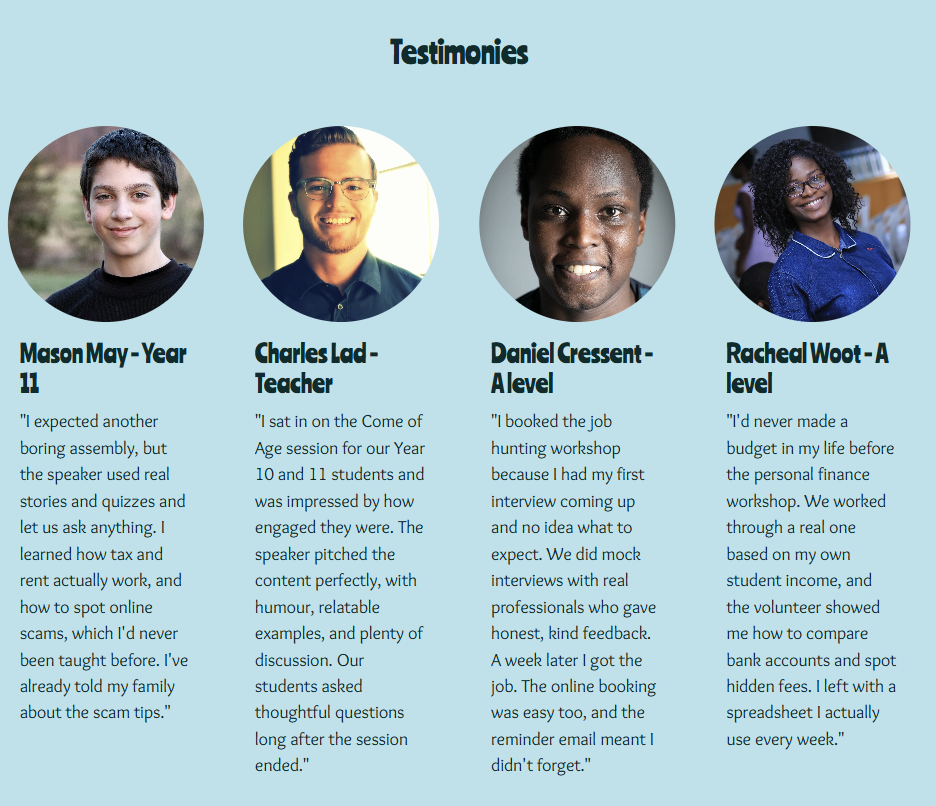 Testimonies
Mason May - Year
11
"I expected another
boring assembly, but
the speaker used real
stories and quizzes and
let us ask anything. I
learned how tax and
rent actually work, and
how to spot online
scams, which I'd never
been taught before. I've
already told my family
about the scam tips."
Charles Lad -
Teacher
"I sat in on the Come of
Age session for our Year
10 and 11 students and
was impressed by how
engaged they were. The
speaker pitched the
content perfectly, with
humour, relatable
examples, and plenty of
discussion. Our
students asked
thoughtful questions
long after the session
ended."
Daniel Cressent -
A level
"I booked the job
hunting workshop
because I had my first
interview coming up
and no idea what to
expect. We did mock
interviews with real
professionals who gave
honest, kind feedback.
A week later I got the
job. The online booking
was easy too, and the
reminder email meant I
didn't forget."
Racheal Woot - A
level
"I'd never made a
budget in my life before
the personal finance
workshop. We worked
through a real one
based on my own
student income, and
the volunteer showed
me how to compare
bank accounts and spot
hidden fees. I left with a
spreadsheet I actually
use every week."